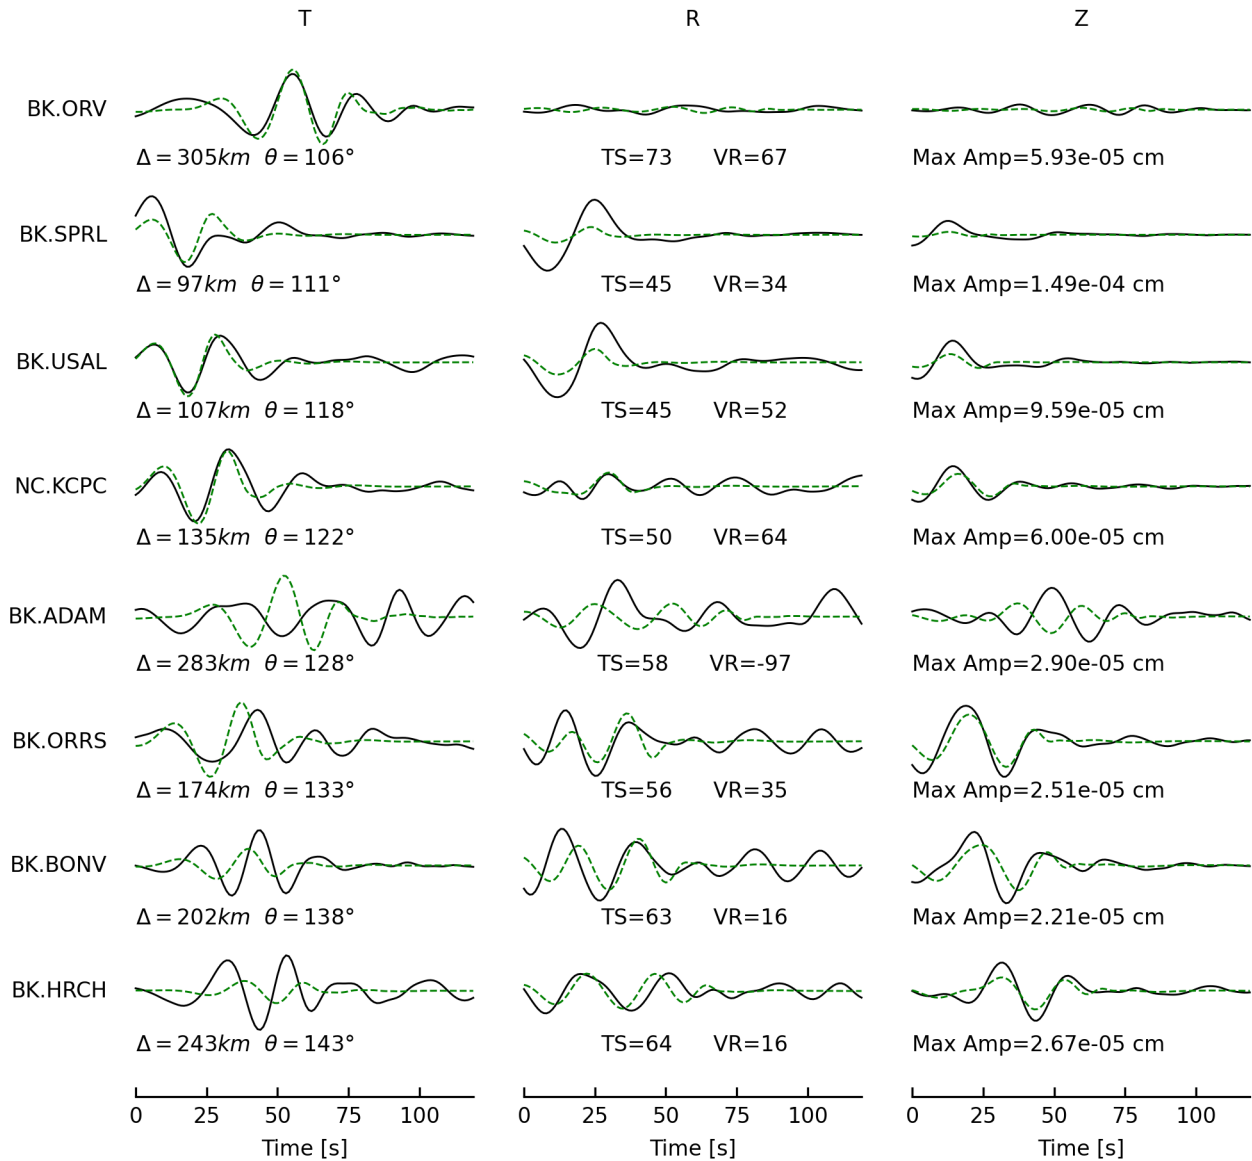 T R Z
BK.ORV
Δ = 305km θ = 106° TS=73 VR=67 Max Amp=5.93e-05 cm
BK.SPRL
Δ = 97km θ = 111° TS=45 VR=34 Max Amp=1.49e-04 cm
BK.USAL
Δ = 107km θ = 118° TS=45 VR=52 Max Amp=9.59e-05 cm
NC.KCPC
Δ = 135km θ = 122° TS=50 VR=64 Max Amp=6.00e-05 cm
BK.ADAM
Δ = 283km θ = 128° TS=58 VR=-97 Max Amp=2.90e-05 cm
BK.ORRS
Δ = 174km θ = 133° TS=56 VR=35 Max Amp=2.51e-05 cm
BK.BONV
Δ = 202km θ = 138° TS=63 VR=16 Max Amp=2.21e-05 cm
BK.HRCH
Δ = 243km θ = 143° TS=64 VR=16 Max Amp=2.67e-05 cm
0 25 50 75 100 0 25 50 75 100 0 25 50 75 100
Time [s] Time [s] Time [s]